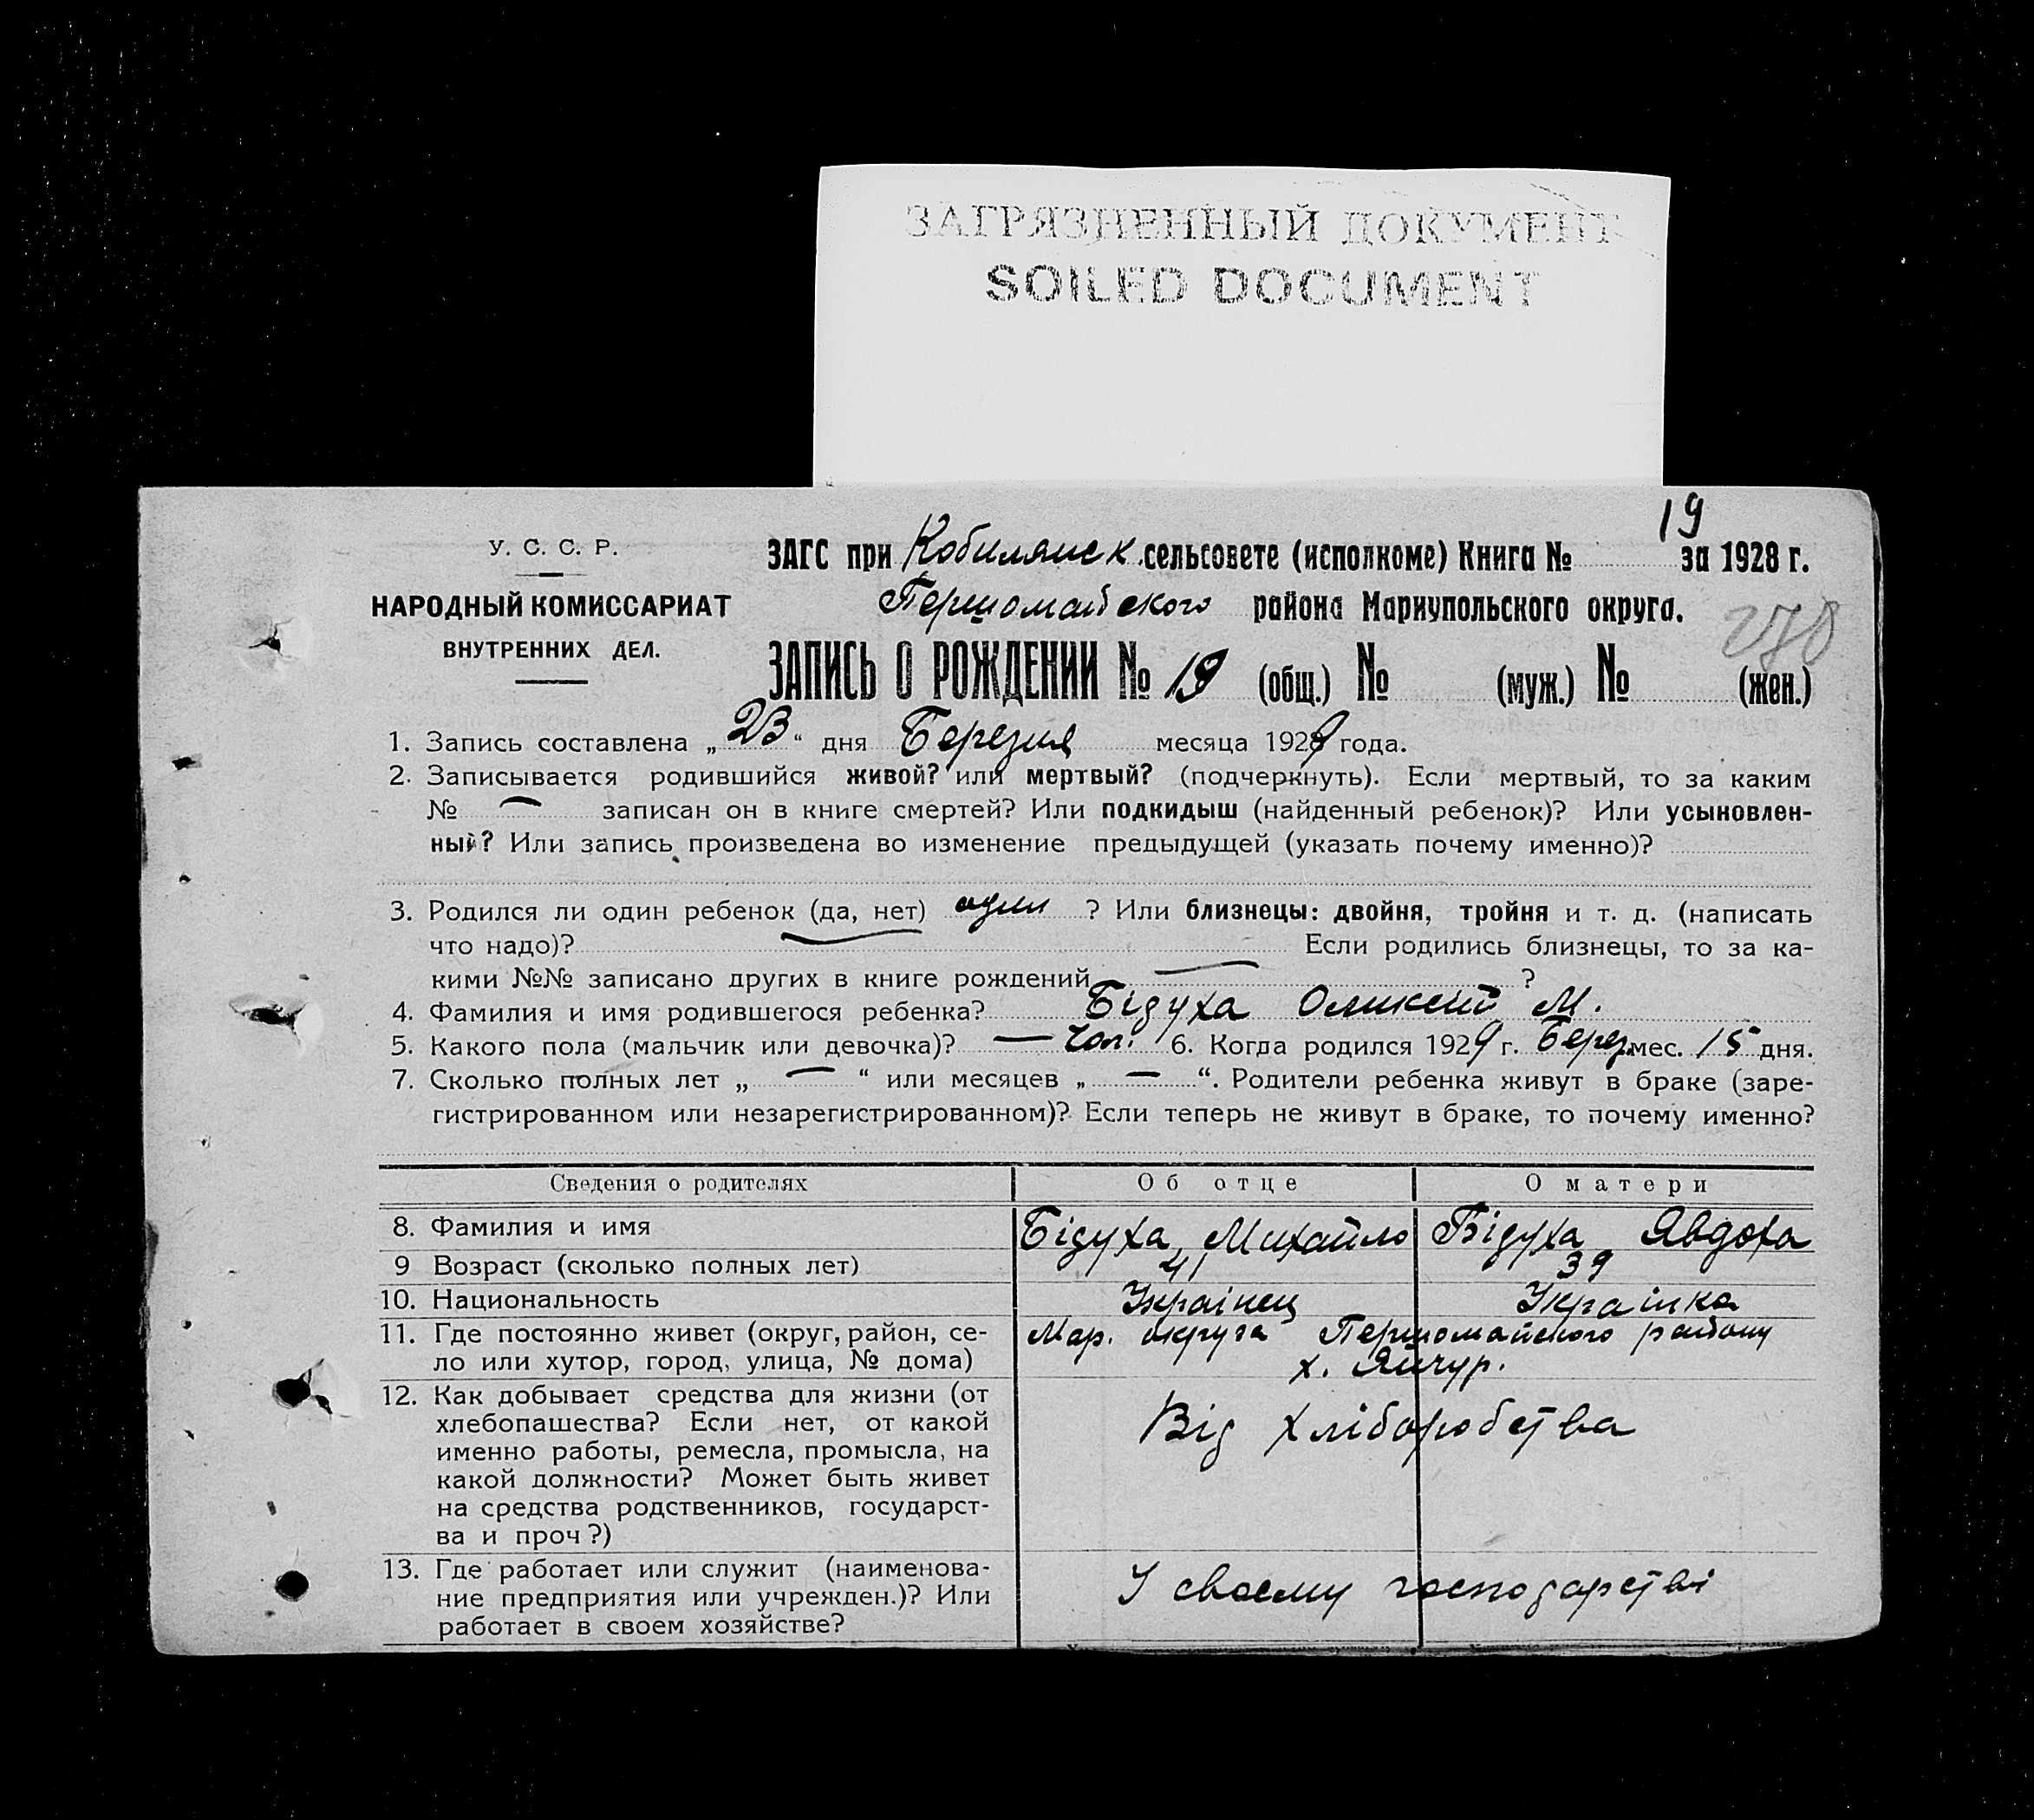 ЗАГРЯЗНЕННЫЙ ДОКУМЕНТ
SOILED DOCUMENT
19
У. С. С. Р.
ЗАГС при Кобилянск. сельсовете (исполкоме) Книга № за 1928 г.
НАРОДНЫЙ КОМИССАРИАТ
Першомайского района Мариупольского округа.
278
ВНУТРЕННИХ ДЕЛ.
ЗАПИСЬ О РОЖДЕНИИ № 19 (общ.) № (муж.) № (жен.)
1. Запись составлена „23“ дня Березня месяца 1929 года.
2. Записывается родившийся живой? или мертвый? (подчеркнуть). Если мертвый, то за каким
№ — записан он в книге смертей? Или подкидыш (найденный ребенок)? Или усыновлен-
ный? Или запись произведена во изменение предыдущей (указать почему именно)?
3. Родился ли один ребенок (да, нет) один ? Или близнецы: двойня, тройня и т. д. (написать
что надо)? — Если родились близнецы, то за ка-
кими №№ записано других в книге рождений — ?
4. Фамилия и имя родившегося ребенка? Бідуха Оликсій М.
5. Какого пола (мальчик или девочка)? — Чол. 6. Когда родился 1929 г. Берез. мес. 15 дня.
7. Сколько полных лет „ — “ или месяцев „ — “. Родители ребенка живут в браке (заре-
гистрированном или незарегистрированном)? Если теперь не живут в браке, то почему именно?
Сведения о родителях Об отце О матери
8. Фамилия и имя Бідуха Михайло Бідуха Явдоха
9 Возраст (сколько полных лет) 41 39
10. Национальность Українец Українка
11. Где постоянно живет (округ, район, се- Мар. округа Першомайского району
ло или хутор, город, улица, № дома) х. Янчур.
12. Как добывает средства для жизни (от
хлебопашества? Если нет, от какой Від хліборобства
именно работы, ремесла, промысла, на
какой должности? Может быть живет
на средства родственников, государст-
ва и проч?)
13. Где работает или служит (наименова-
ние предприятия или учрежден.)? Или У своему господарстві
работает в своем хозяйстве?